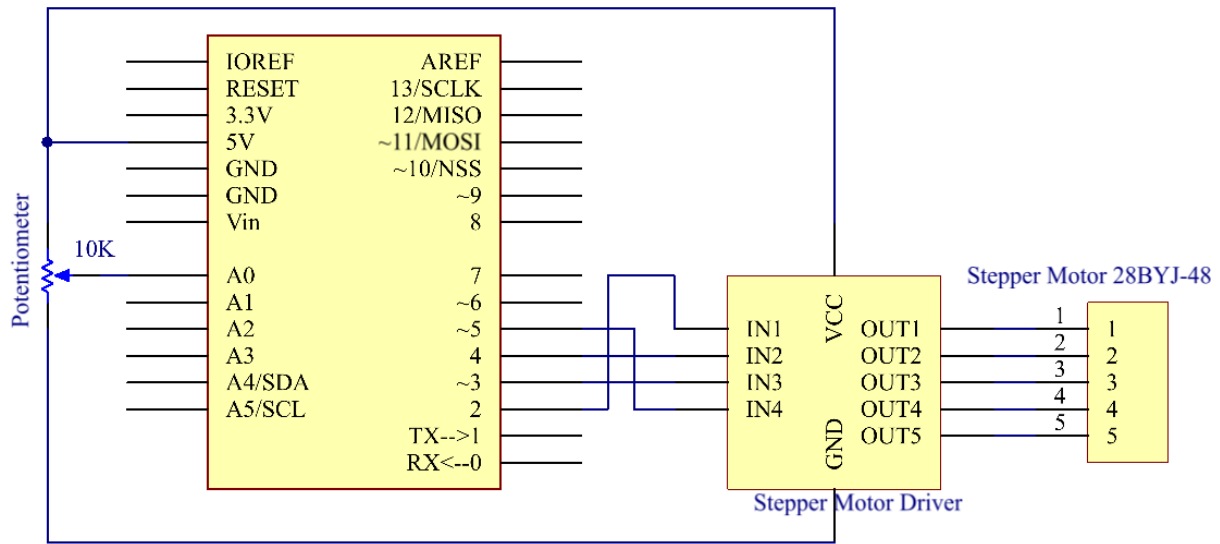 Potentiometer
10K
IOREF
RESET
3.3V
5V
GND
GND
Vin
A0
A1
A2
A3
A4/SDA
A5/SCL
AREF
13/SCLK
12/MISO
~11/MOSI
~10/NSS
~9
8
7
~6
~5
4
~3
2
TX-->1
RX<--0
IN1
IN2
IN3
IN4
VCC
GND
OUT1
OUT2
OUT3
OUT4
OUT5
Stepper Motor Driver
Stepper Motor 28BYJ-48
1
2
3
4
5
1
2
3
4
5